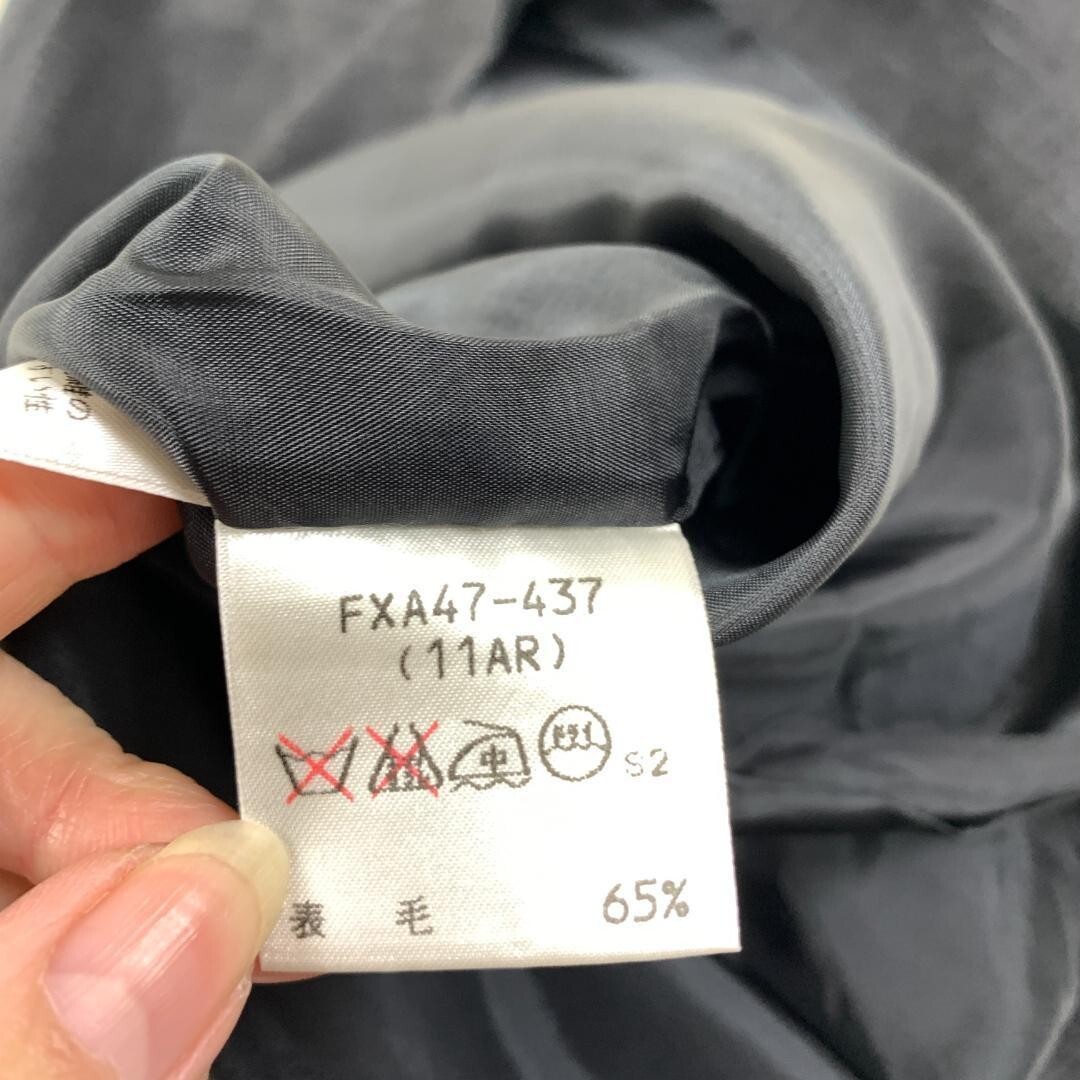 FXA47-437
(11AR)
中 ドライ S2
表 毛 65%